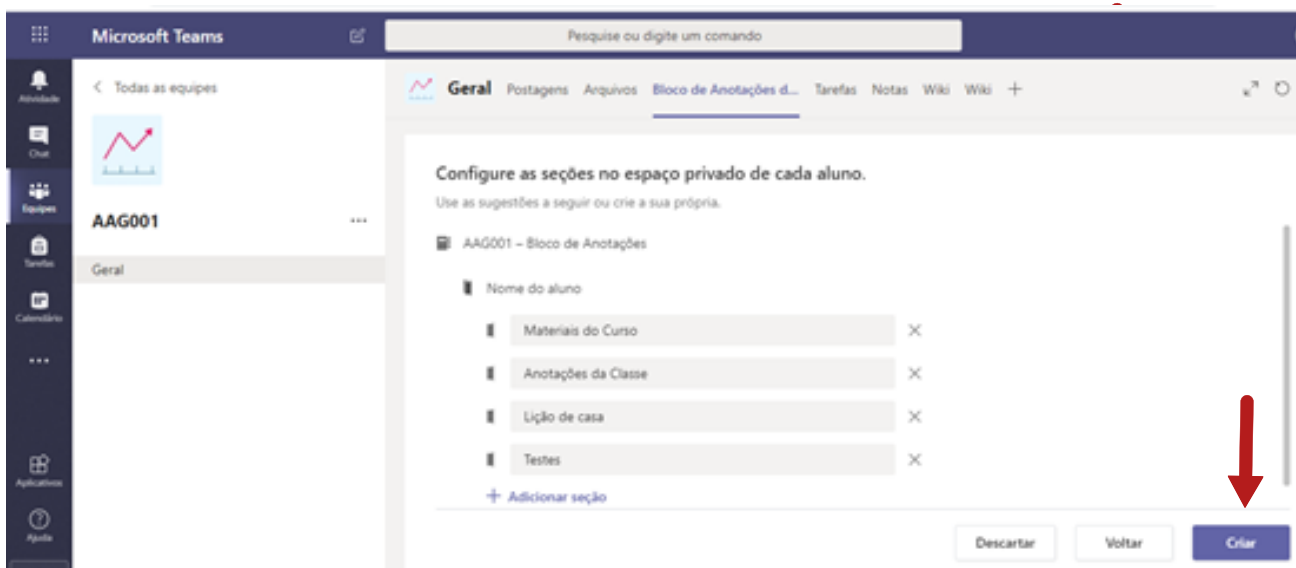 Microsoft Teams
Pesquise ou digite um comando
Atividade
Chat
Equipes
Tarefas
Calendário
Aplicativos
Ajuda
Todas as equipes
AAG001
Geral
Geral Postagens Arquivos Bloco de Anotações d... Tarefas Notas Wiki Wiki
Configure as seções no espaço privado de cada aluno.
Use as sugestões a seguir ou crie a sua própria.
AAG001 – Bloco de Anotações
Nome do aluno
Materiais do Curso
Anotações da Classe
Lição de casa
Testes
+ Adicionar seção
Descartar Voltar Criar